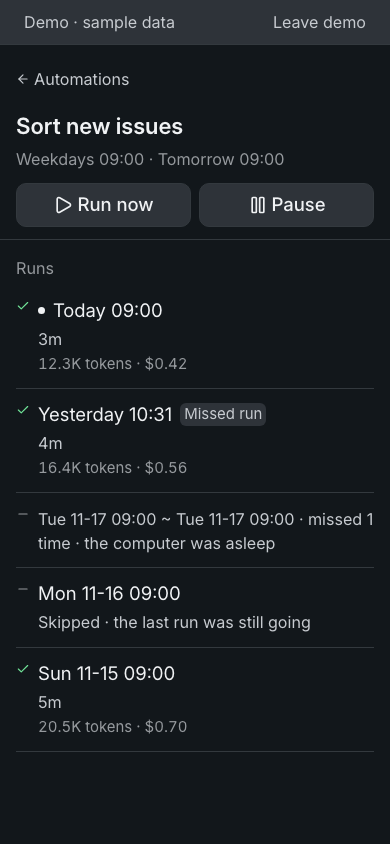 Demo · sample data
Leave demo
← Automations
Sort new issues
Weekdays 09:00 · Tomorrow 09:00
Run now
Pause
Runs
Today 09:00
3m
12.3K tokens · $0.42
Yesterday 10:31 Missed run
4m
16.4K tokens · $0.56
Tue 11-17 09:00 ~ Tue 11-17 09:00 · missed 1
time · the computer was asleep
Mon 11-16 09:00
Skipped · the last run was still going
Sun 11-15 09:00
5m
20.5K tokens · $0.70